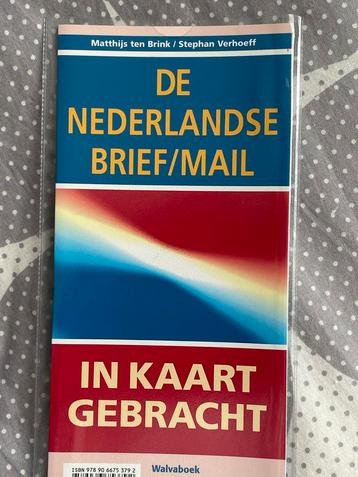 Matthijs ten Brink / Stephan Verhoeff
DE
NEDERLANDSE
BRIEF/MAIL
IN KAART
GEBRACHT
ISBN 978 90 6675 379 2
Walvaboek